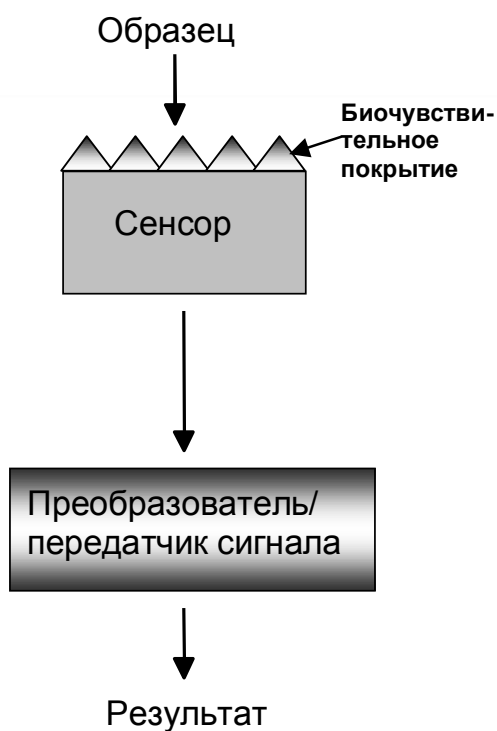 Образец
Биочувстви-
тельное
покрытие
Сенсор
Преобразователь/
передатчик сигнала
Результат